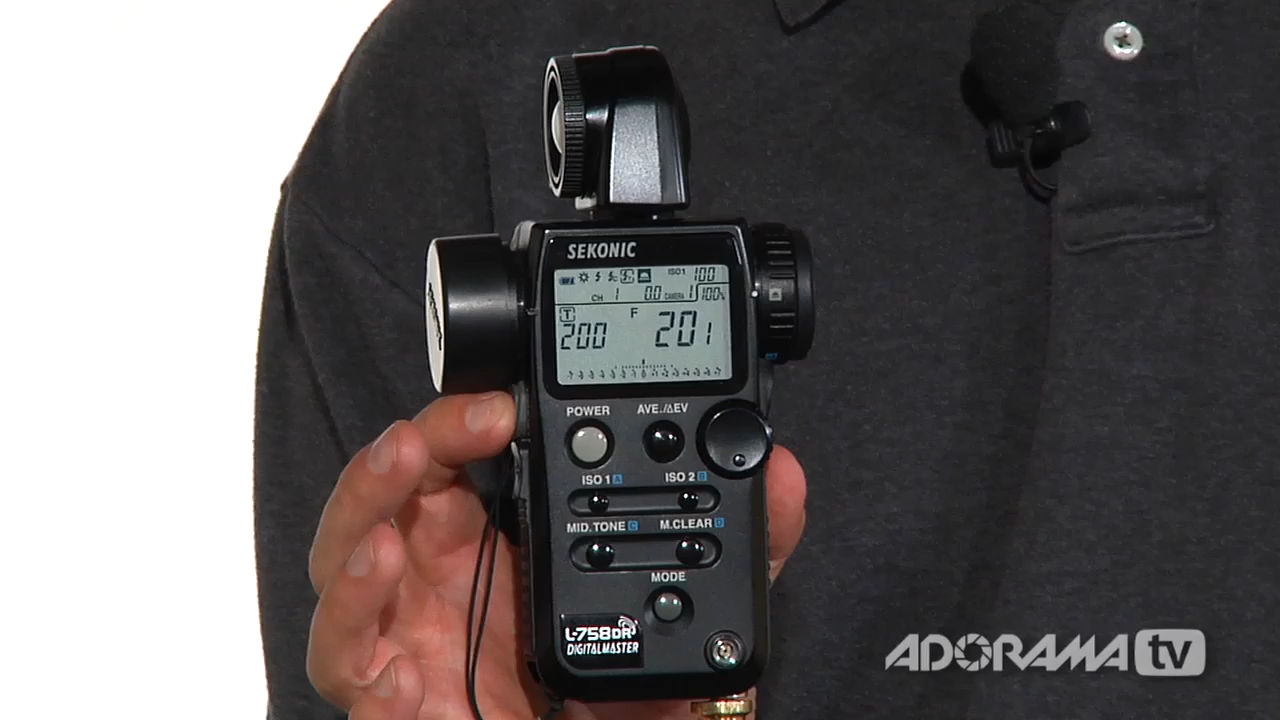 SEKONIC
ISO1 100
CH 1 0.0 CAMERA 1 100%
T F
200 20 1
POWER AVE./ΔEV
ISO 1 A ISO 2 B
MID. TONE C M.CLEAR D
MODE
L-758DR
DIGITALMASTER
ADORAMA tv